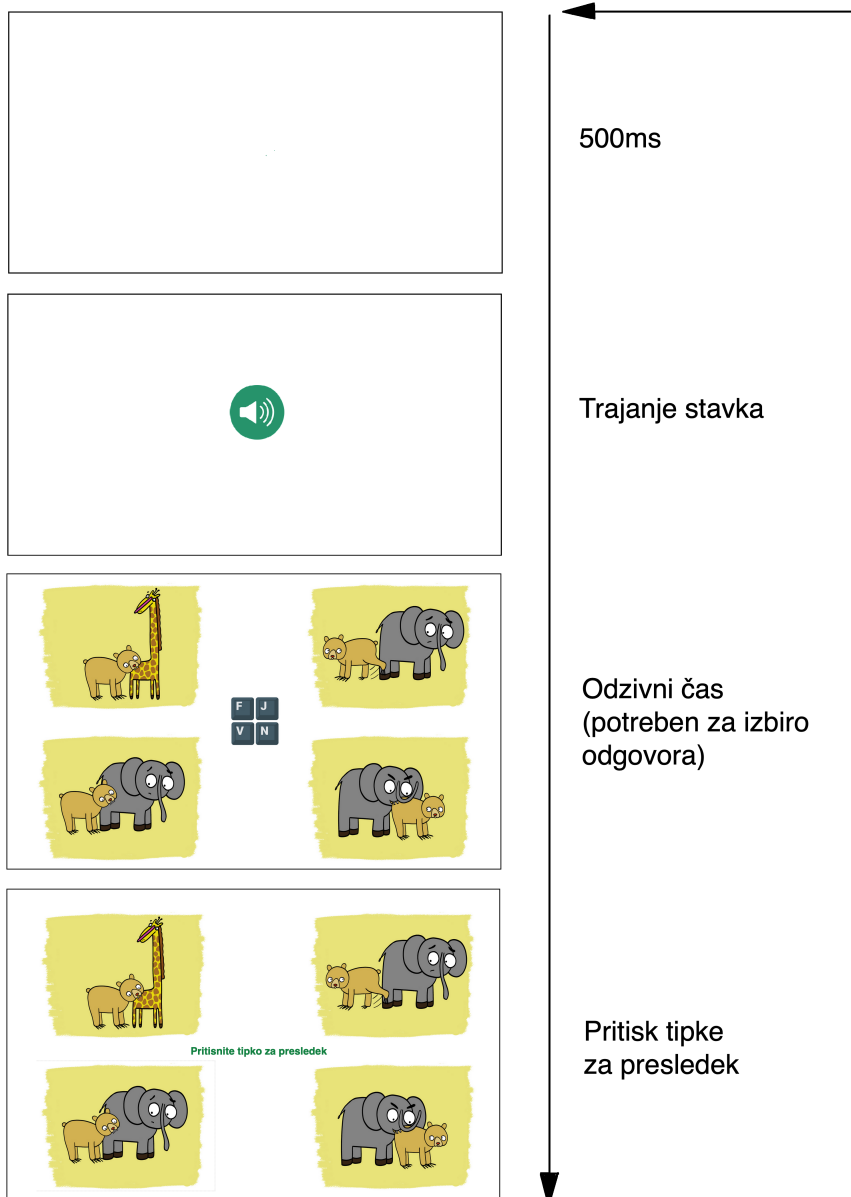 500ms
Trajanje stavka
Odzivni čas
(potreben za izbiro
odgovora)
F J
V N
Pritisnite tipko za presledek
Pritisk tipke
za presledek